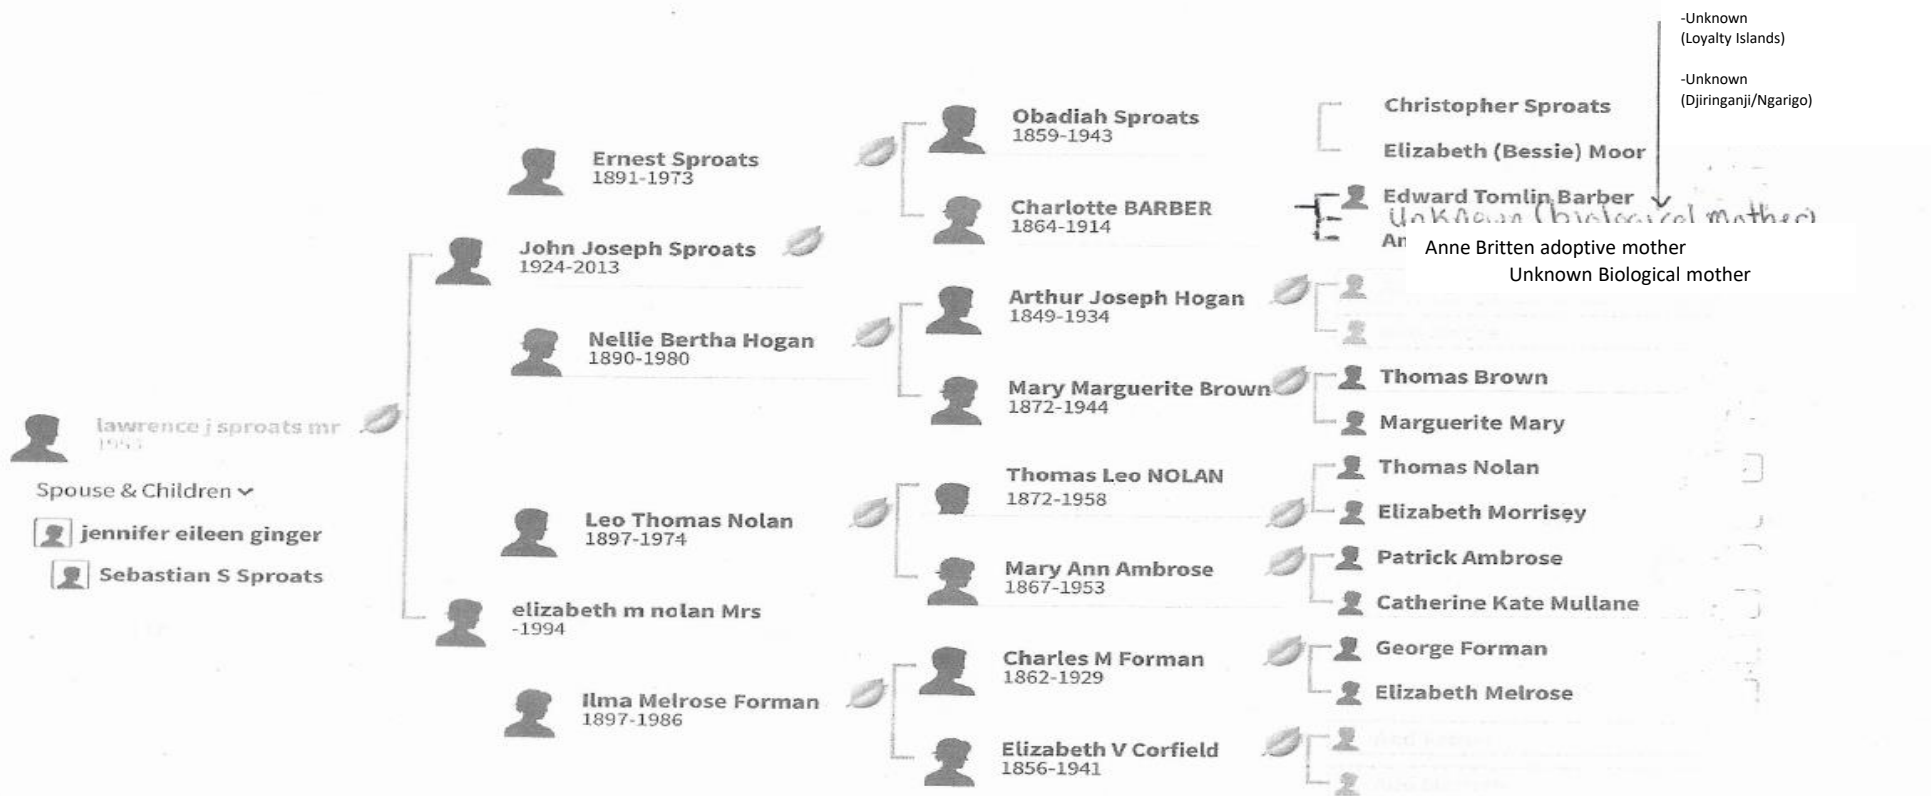 -Unknown
(Loyalty Islands)
-Unknown
(Djiringanji/Ngarigo)
Christopher Sproats
Obadiah Sproats
1859-1943
Elizabeth (Bessie) Moor
Ernest Sproats
1891-1973
Edward Tomlin Barber
Charlotte BARBER
1864-1914
Unknown (biological mother)
An
Anne Britten adoptive mother
Unknown Biological mother
John Joseph Sproats
1924-2013
Arthur Joseph Hogan
1849-1934
Nellie Bertha Hogan
1890-1980
Thomas Brown
Mary Marguerite Brown
1872-1944
Marguerite Mary
lawrence j sproats mr
1953
Spouse & Children
jennifer eileen ginger
Sebastian S Sproats
Thomas Nolan
Thomas Leo NOLAN
1872-1958
Elizabeth Morrisey
Leo Thomas Nolan
1897-1974
Patrick Ambrose
Mary Ann Ambrose
1867-1953
Catherine Kate Mullane
elizabeth m nolan Mrs
-1994
George Forman
Charles M Forman
1862-1929
Elizabeth Melrose
Ilma Melrose Forman
1897-1986
Elizabeth V Corfield
1856-1941